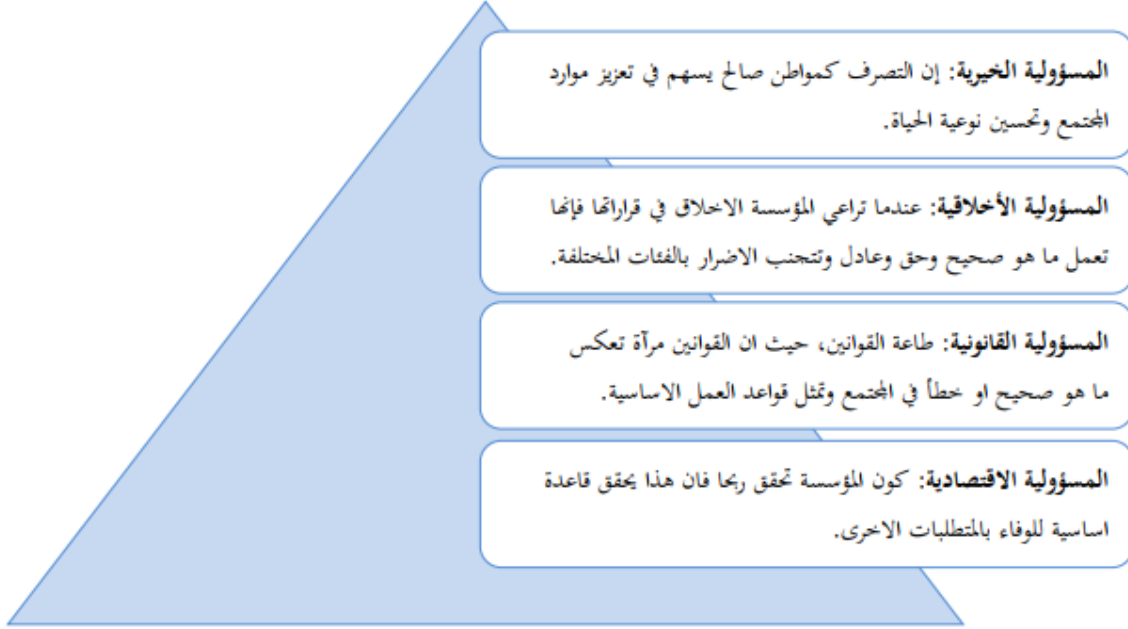 المسؤولية الخيرية: إن التصرف كمواطن صالح يسهم في تعزيز موارد
المجتمع وتحسين نوعية الحياة.
المسؤولية الأخلاقية: عندما تراعي المؤسسة الاخلاق في قراراتها فإنها
تعمل ما هو صحيح وحق وعادل وتتجنب الاضرار بالفئات المختلفة.
المسؤولية القانونية: طاعة القوانين، حيث ان القوانين مرآة تعكس
ما هو صحيح او خطأ في المجتمع وتمثل قواعد العمل الاساسية.
المسؤولية الاقتصادية: كون المؤسسة تحقق ربحا فان هذا يحقق قاعدة
اساسية للوفاء بالمتطلبات الاخرى.